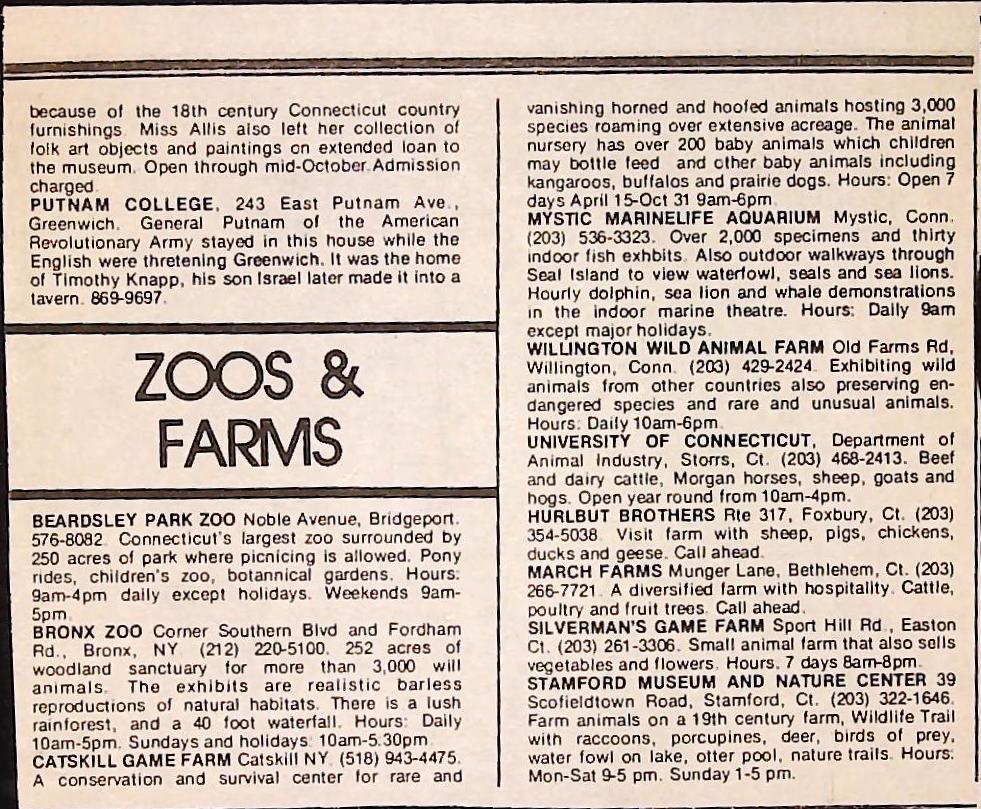 because of the 18th century Connecticut country
furnishings. Miss Allis also left her collection of
folk art objects and paintings on extended loan to
the museum. Open through mid-October. Admission
charged.
PUTNAM COLLEGE, 243 East Putnam Ave.,
Greenwich. General Putnam of the American
Revolutionary Army stayed in this house while the
English were thretening Greenwich. It was the home
of Timothy Knapp, his son Israel later made it into a
tavern. 869-9697.
ZOOS &
FARMS
BEARDSLEY PARK ZOO Noble Avenue, Bridgeport.
576-8082. Connecticut's largest zoo surrounded by
250 acres of park where picnicing is allowed. Pony
rides, children's zoo, botannical gardens. Hours:
9am-4pm daily except holidays. Weekends 9am-
5pm.
BRONX ZOO Corner Southern Blvd and Fordham
Rd., Bronx, NY. (212) 220-5100. 252 acres of
woodland sanctuary for more than 3,000 will
animals. The exhibits are realistic barless
reproductions of natural habitats. There is a lush
rainforest, and a 40 foot waterfall. Hours: Daily
10am-5pm. Sundays and holidays: 10am-5:30pm
CATSKILL GAME FARM Catskill NY. (518) 943-4475.
A conservation and survival center for rare and
vanishing horned and hoofed animals hosting 3,000
species roaming over extensive acreage. The animal
nursery has over 200 baby animals which children
may bottle feed and other baby animals including
kangaroos, buffalos and prairie dogs. Hours: Open 7
days April 15-Oct 31 9am-6pm.
MYSTIC MARINELIFE AQUARIUM Mystic, Conn.
(203) 536-3323. Over 2,000 specimens and thirty
indoor fish exhbits. Also outdoor walkways through
Seal Island to view waterfowl, seals and sea lions.
Hourly dolphin, sea lion and whale demonstrations
in the indoor marine theatre. Hours: Daily 9am
except major holidays.
WILLINGTON WILD ANIMAL FARM Old Farms Rd,
Willington, Conn. (203) 429-2424. Exhibiting wild
animals from other countries also preserving en-
dangered species and rare and unusual animals.
Hours: Daily 10am-6pm.
UNIVERSITY OF CONNECTICUT, Department of
Animal Industry, Storrs, Ct. (203) 468-2413. Beef
and dairy cattle, Morgan horses, sheep, goats and
hogs. Open year round from 10am-4pm.
HURLBUT BROTHERS Rte 317, Foxbury, Ct. (203)
354-5038. Visit farm with sheep, pigs, chickens,
ducks and geese. Call ahead.
MARCH FARMS Munger Lane, Bethlehem, Ct. (203)
266-7721. A diversified farm with hospitality. Cattle,
poultry and fruit trees. Call ahead.
SILVERMAN'S GAME FARM Sport Hill Rd., Easton
Ct. (203) 261-3306. Small animal farm that also sells
vegetables and flowers. Hours. 7 days 8am-8pm.
STAMFORD MUSEUM AND NATURE CENTER 39
Scofieldtown Road, Stamford, Ct. (203) 322-1646.
Farm animals on a 19th century farm, Wildlife Trail
with raccoons, porcupines, deer, birds of prey,
water fowl on lake, otter pool, nature trails. Hours:
Mon-Sat 9-5 pm. Sunday 1-5 pm.